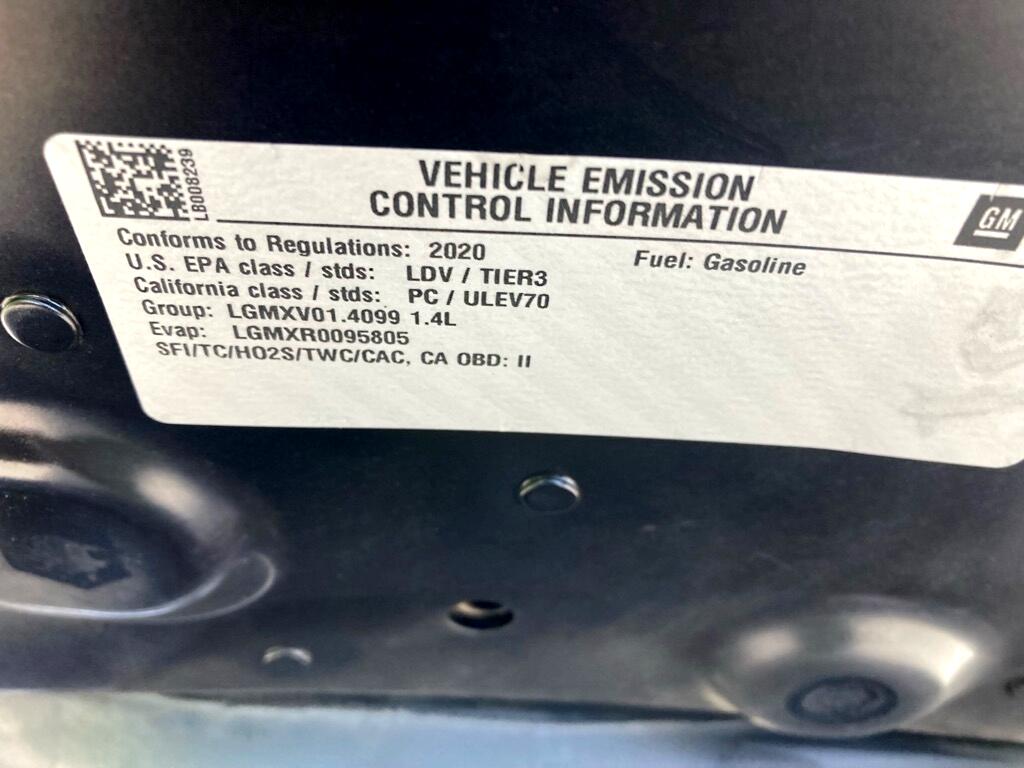 LB008239
VEHICLE EMISSION
CONTROL INFORMATION
GM
Conforms to Regulations: 2020
Fuel: Gasoline
U.S. EPA class / stds: LDV / TIER3
California class / stds: PC / ULEV70
Group: LGMXV01.4099 1.4L
Evap: LGMXR0095805
SFI/TC/HO2S/TWC/CAC, CA OBD: II